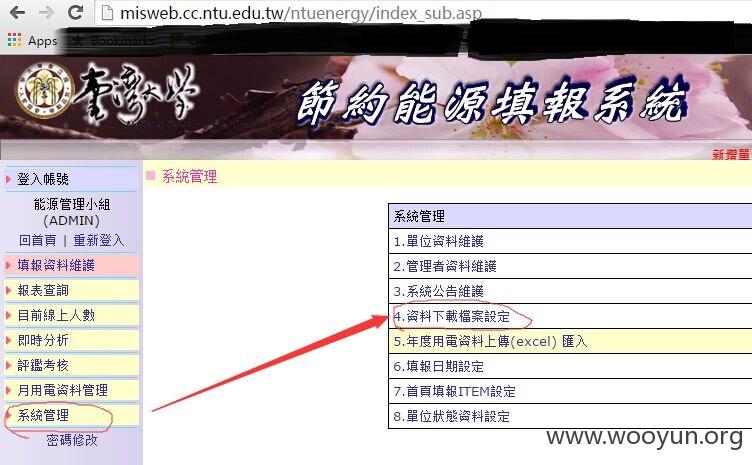 misweb.cc.ntu.edu.tw/ntuenergy/index_sub.asp
Apps Bookmarks
臺灣大學
節約能源填報系統
新增單
登入帳號
系統管理
能源管理小組
(ADMIN)
回首頁 | 重新登入
填報資料維護
報表查詢
目前線上人數
即時分析
評鑑考核
月用電資料管理
系統管理
密碼修改
系統管理
1.單位資料維護
2.管理者資料維護
3.系統公告維護
4.資料下載檔案設定
5.年度用電資料上傳(excel) 匯入
6.填報日期設定
7.首頁填報ITEM設定
8.單位狀態資料設定
www.wooyun.org